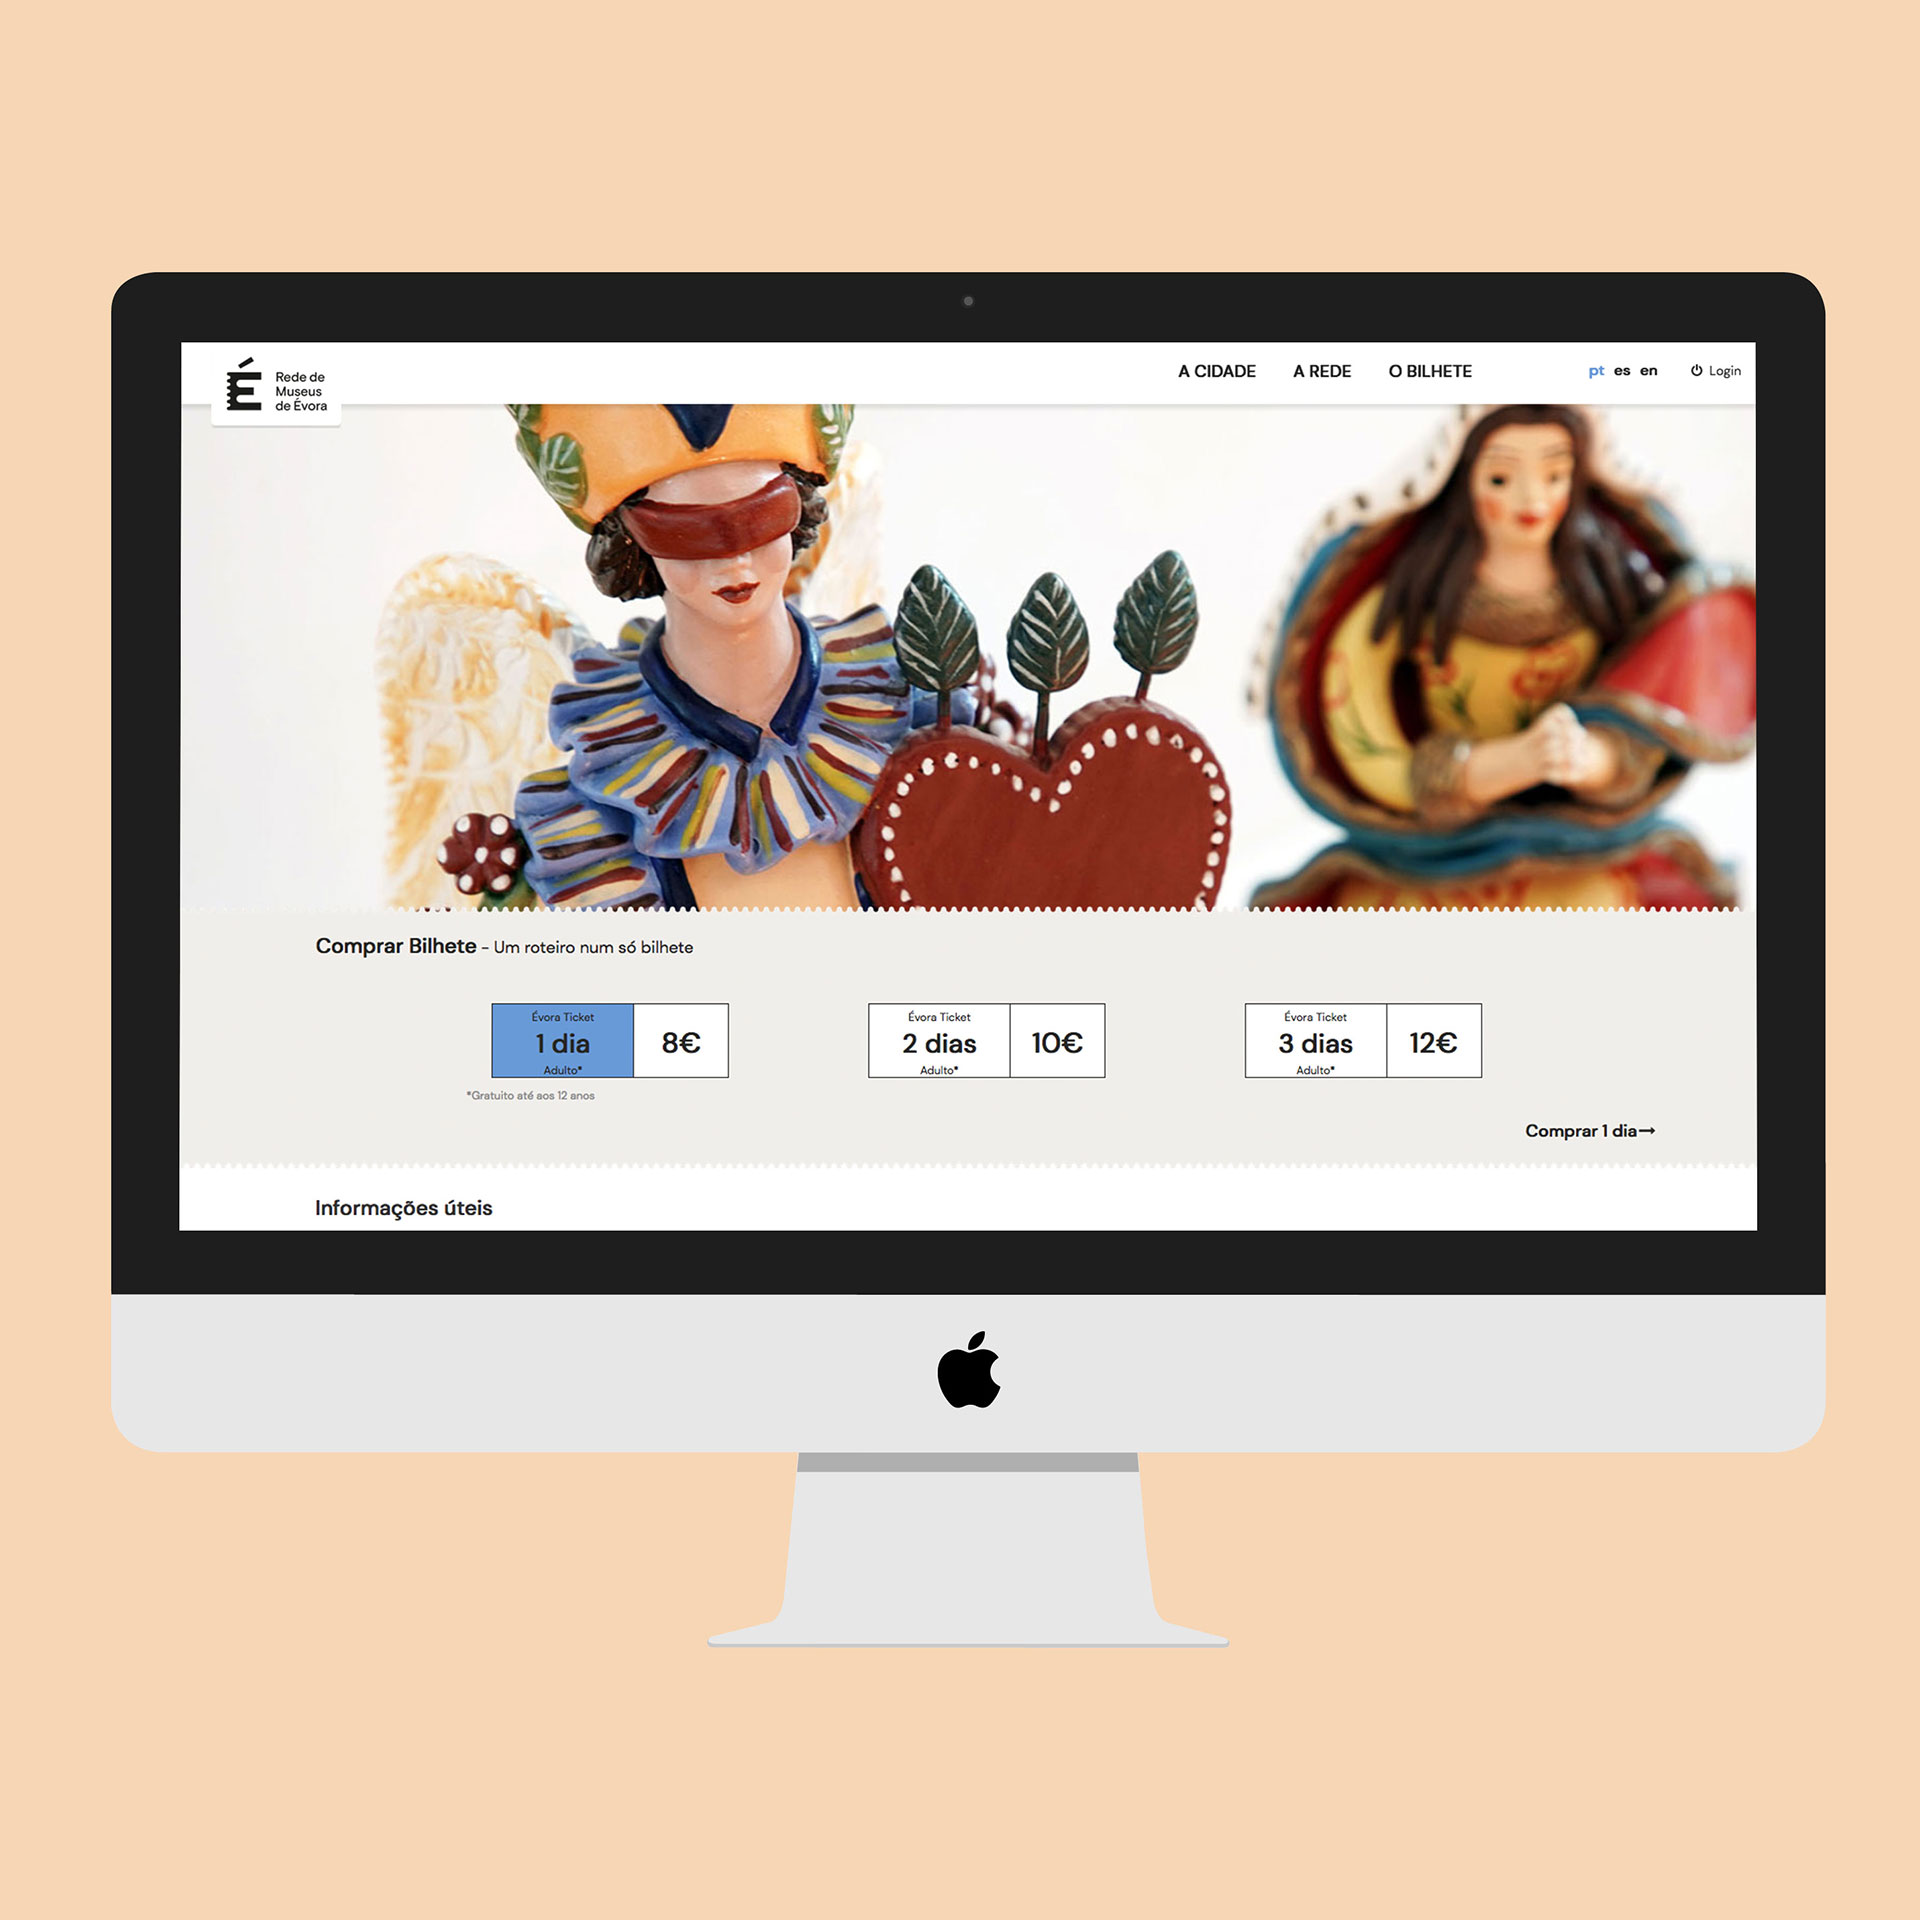 Rede de
Museus
de Évora
A CIDADE A REDE O BILHETE pt es en Login
Comprar Bilhete - Um roteiro num só bilhete
Évora Ticket
1 dia
Adulto*
8€
Évora Ticket
2 dias
Adulto*
10€
Évora Ticket
3 dias
Adulto*
12€
*Gratuito até aos 12 anos
Comprar 1 dia→
Informações úteis